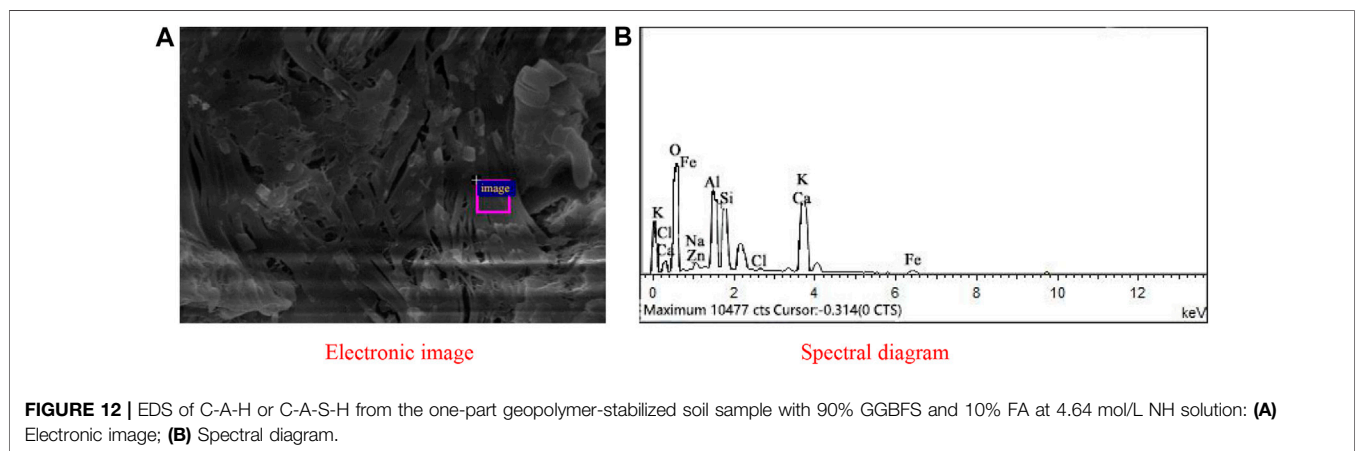 A
image
Electronic image
B
O
Fe
Al
Si
K
Ca
K
Cl
Ca
Na
Zn
Cl
Fe
0 2 4 6 8 10 12
Maximum 10477 cts Cursor:-0.314(0 CTS)
keV
Spectral diagram
FIGURE 12 | EDS of C-A-H or C-A-S-H from the one-part geopolymer-stabilized soil sample with 90% GGBFS and 10% FA at 4.64 mol/L NH solution: (A)
Electronic image; (B) Spectral diagram.